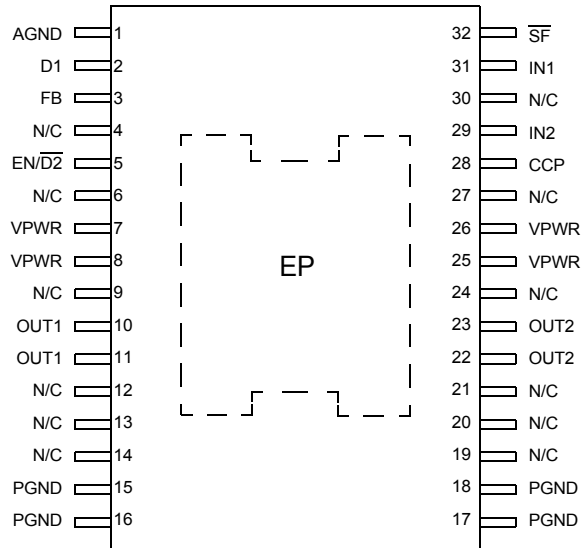 AGND 1 32 S̅F̅
D1 2 31 IN1
FB 3 30 N/C
N/C 4 29 IN2
EN/D̅2̅ 5 28 CCP
N/C 6 27 N/C
VPWR 7 26 VPWR
VPWR 8 25 VPWR
N/C 9 24 N/C
EP
OUT1 10 23 OUT2
OUT1 11 22 OUT2
N/C 12 21 N/C
N/C 13 20 N/C
N/C 14 19 N/C
PGND 15 18 PGND
PGND 16 17 PGND